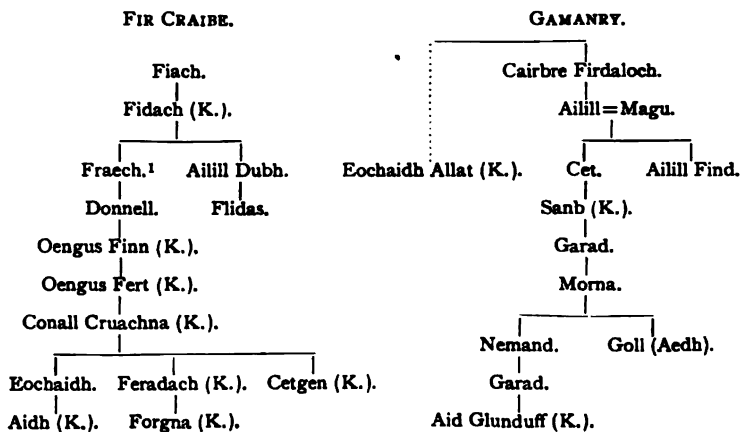 FIR CRAIBE.
Fiach.
Fidach (K.).
Fraech.¹ Ailill Dubh.
Donnell. Flidas.
Oengus Finn (K.).
Oengus Fert (K.).
Conall Cruachna (K.).
Eochaidh. Feradach (K.). Cetgen (K.).
Aidh (K.). Forgna (K.).
GAMANRY.
Cairbre Firdaloch.
Ailill=Magu.
Eochaidh Allat (K.). Cet. Ailill Find.
Sanb (K.).
Garad.
Morna.
Nemand. Goll (Aedh).
Garad.
Aid Glunduff (K.).